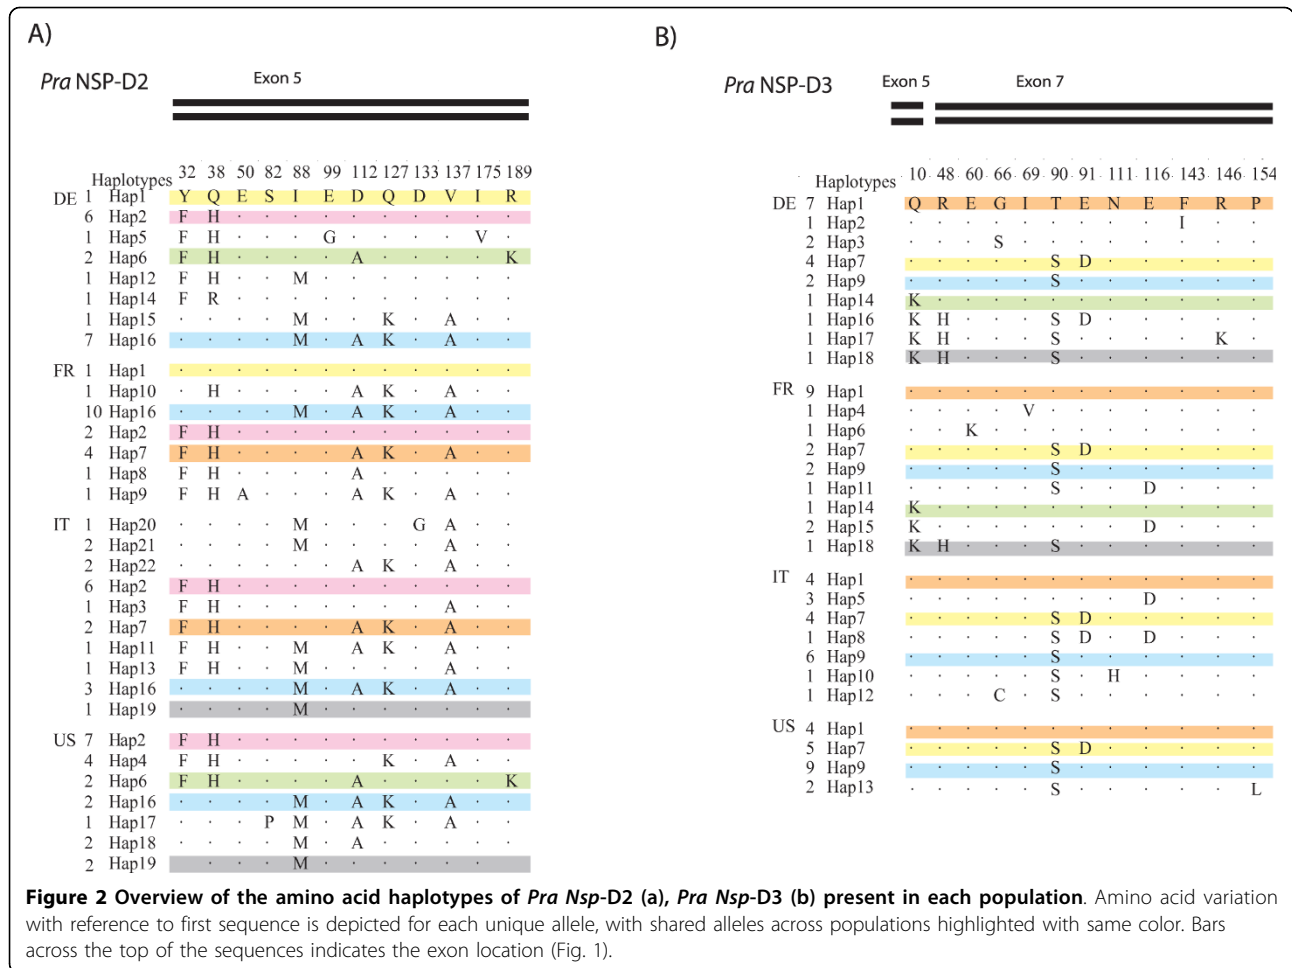 A)
Pra NSP-D2
Exon 5
32 38 50 82 88 99 112 127 133 137 175 189
Haplotypes
DE 1 Hap1 Y Q E S I E D Q D V I R
6 Hap2 F H · · · · · · · · · ·
1 Hap5 F H · · · G · · · · V ·
2 Hap6 F H · · · · A · · · · K
1 Hap12 F H · · M · · · · · · ·
1 Hap14 F R · · · · · · · · · ·
1 Hap15 · · · · M · · K · A · ·
7 Hap16 · · · · M · A K · A · ·
FR 1 Hap1 · · · · · · · · · · · ·
1 Hap10 · H · · · · A K · A · ·
10 Hap16 · · · · M · A K · A · ·
2 Hap2 F H · · · · · · · · · ·
4 Hap7 F H · · · · A K · A · ·
1 Hap8 F H · · · · A · · · · ·
1 Hap9 F H A · · · A K · A · ·
IT 1 Hap20 · · · · M · · · G A · ·
2 Hap21 · · · · M · · · · A · ·
2 Hap22 · · · · · · A K · A · ·
6 Hap2 F H · · · · · · · · · ·
1 Hap3 F H · · · · · · · A · ·
2 Hap7 F H · · · · A K · A · ·
1 Hap11 F H · · M · A K · A · ·
1 Hap13 F H · · M · · · · A · ·
3 Hap16 · · · · M · A K · A · ·
1 Hap19 · · · · M · · · · · · ·
US 7 Hap2 F H · · · · · · · · · ·
4 Hap4 F H · · · · · K · A · ·
2 Hap6 F H · · · · A · · · · K
2 Hap16 · · · · M · A K · A · ·
1 Hap17 · · · P M · A K · A · ·
2 Hap18 · · · · M · A · · · · ·
2 Hap19 · · · M · · · · · ·
B)
Pra NSP-D3
Exon 5 Exon 7
10 48 60 66 69 90 91 111 116 143 146 154
Haplotypes
DE 7 Hap1 Q R E G I T E N E F R P
1 Hap2 · · · · · · · · · I · ·
2 Hap3 · · · S · · · · · · · ·
4 Hap7 · · · · · S D · · · · ·
2 Hap9 · · · · · S · · · · · ·
1 Hap14 K · · · · · · · · · · ·
1 Hap16 K H · · · S D · · · · ·
1 Hap17 K H · · · S · · · · K ·
1 Hap18 K H · · · S · · · · · ·
FR 9 Hap1 · · · · · · · · · · · ·
1 Hap4 · · · · V · · · · · · ·
1 Hap6 · · K · · · · · · · · ·
2 Hap7 · · · · · S D · · · · ·
2 Hap9 · · · · · S · · · · · ·
1 Hap11 · · · · · S · · D · · ·
1 Hap14 K · · · · · · · · · · ·
2 Hap15 K · · · · · · · D · · ·
1 Hap18 K H · · · S · · · · · ·
IT 4 Hap1 · · · · · · · · · · · ·
3 Hap5 · · · · · · · · D · · ·
4 Hap7 · · · · · S D · · · · ·
1 Hap8 · · · · · S D · D · · ·
6 Hap9 · · · · · S · · · · · ·
1 Hap10 · · · · · S · H · · · ·
1 Hap12 · · · C · S · · · · · ·
US 4 Hap1 · · · · · · · · · · · ·
5 Hap7 · · · · · S D · · · · ·
9 Hap9 · · · · · S · · · · · ·
2 Hap13 · · · · · S · · · · · L
Figure 2 Overview of the amino acid haplotypes of Pra Nsp-D2 (a), Pra Nsp-D3 (b) present in each population. Amino acid variation
with reference to first sequence is depicted for each unique allele, with shared alleles across populations highlighted with same color. Bars
across the top of the sequences indicates the exon location (Fig. 1).